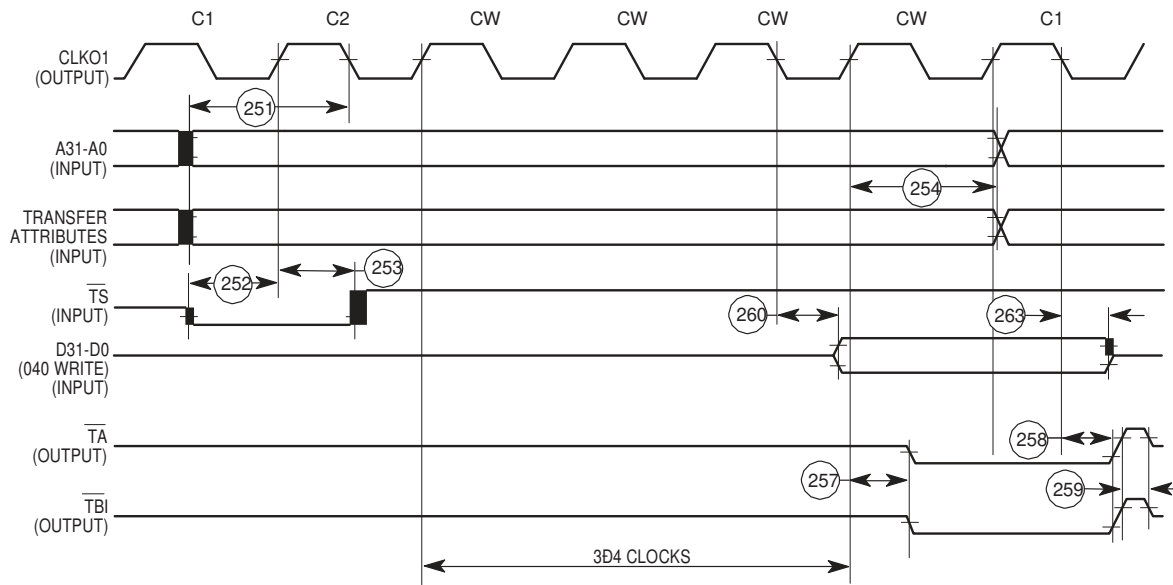 C1 C2 CW CW CW CW C1
CLKO1
(OUTPUT)
251
A31-A0
(INPUT)
254
TRANSFER
ATTRIBUTES
(INPUT)
252
253
TS
(INPUT)
260
263
D31-D0
(040 WRITE)
(INPUT)
TA
(OUTPUT)
258
257
259
TBI
(OUTPUT)
3Đ4 CLOCKS